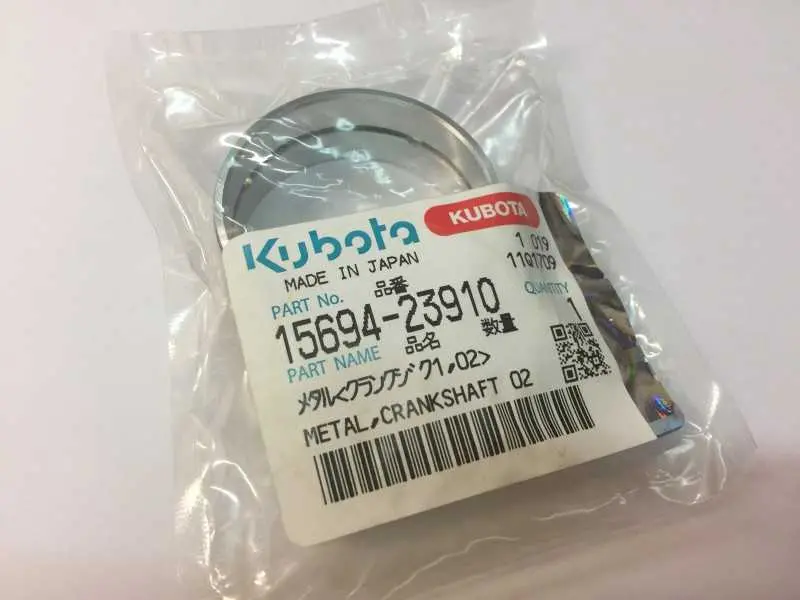 Kubota
KUBOTA
MADE IN JAPAN
1 019
11Q1709
PART No. 品番
QUANTITY
15694-23910
数量
1
PART NAME 品名
メタル<クランクジク1,02>
METAL,CRANKSHAFT 02